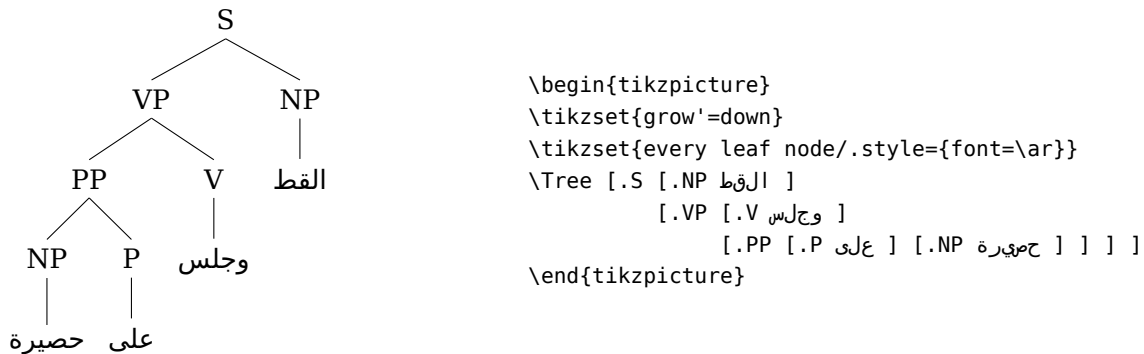 S
VP NP
PP V القط
NP P وجلس
حصيرة على
\begin{tikzpicture}
\tikzset{grow'=down}
\tikzset{every leaf node/.style={font=\ar}}
\Tree [.S [.NP القط ]
[.VP [.V وجلس ]
[.PP [.P على ] [.NP حصيرة ] ] ] ]
\end{tikzpicture}